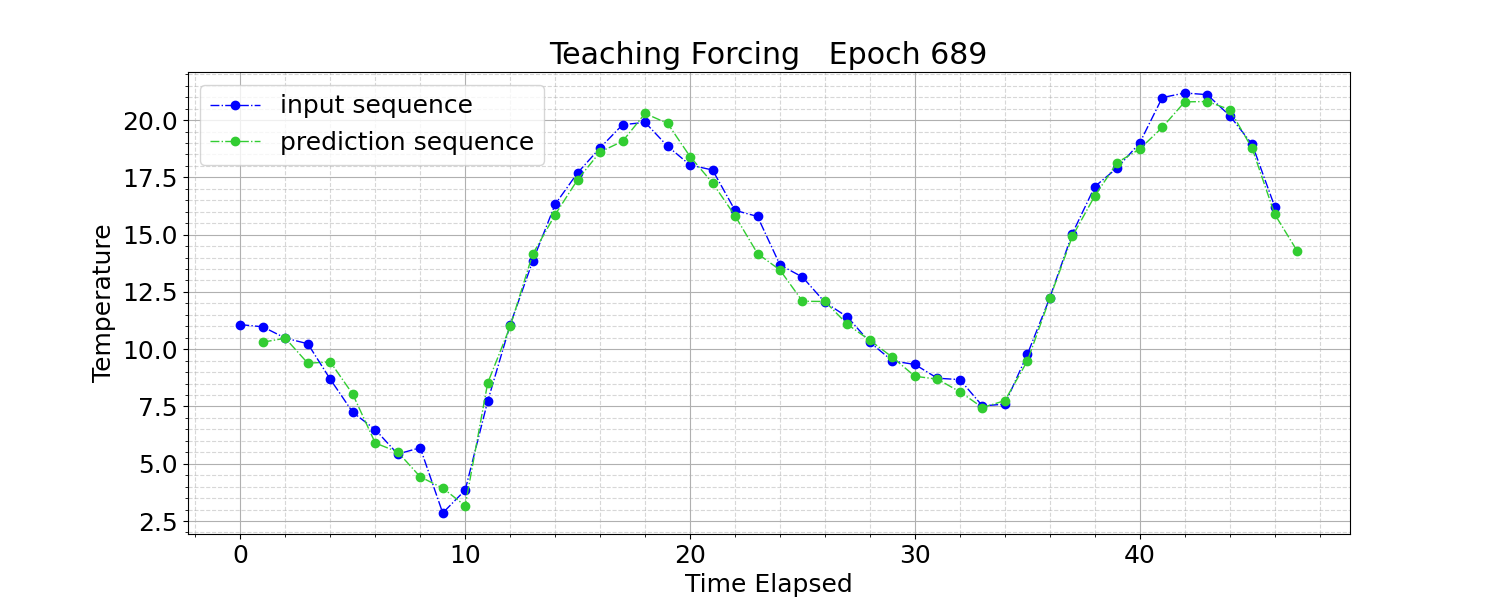 Teaching Forcing   Epoch 689
input sequence
prediction sequence
20.0
17.5
15.0
12.5
10.0
7.5
5.0
2.5
Temperature
0 10 20 30 40
Time Elapsed